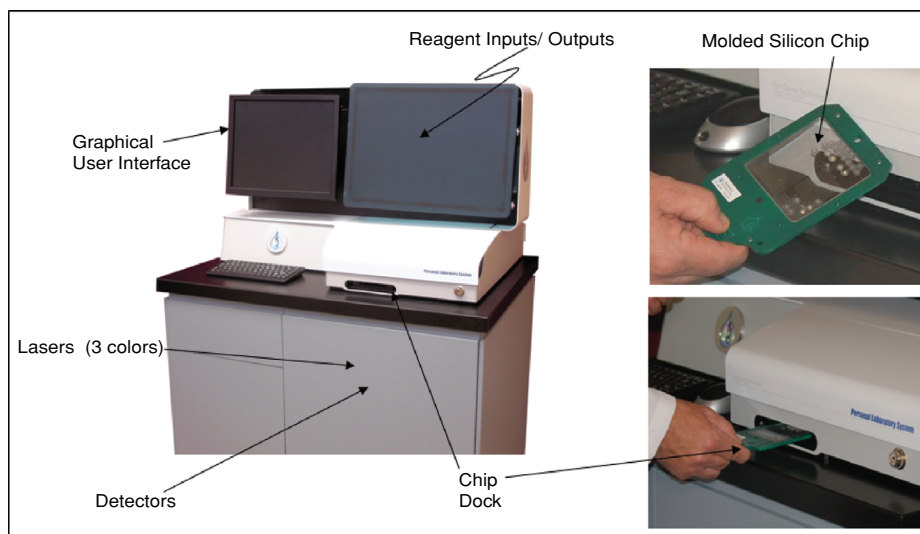 Reagent Inputs/ Outputs
Molded Silicon Chip
Graphical
User Interface
Personal Laboratory System
Lasers (3 colors)
Personal Laboratory System
Detectors
Chip
Dock